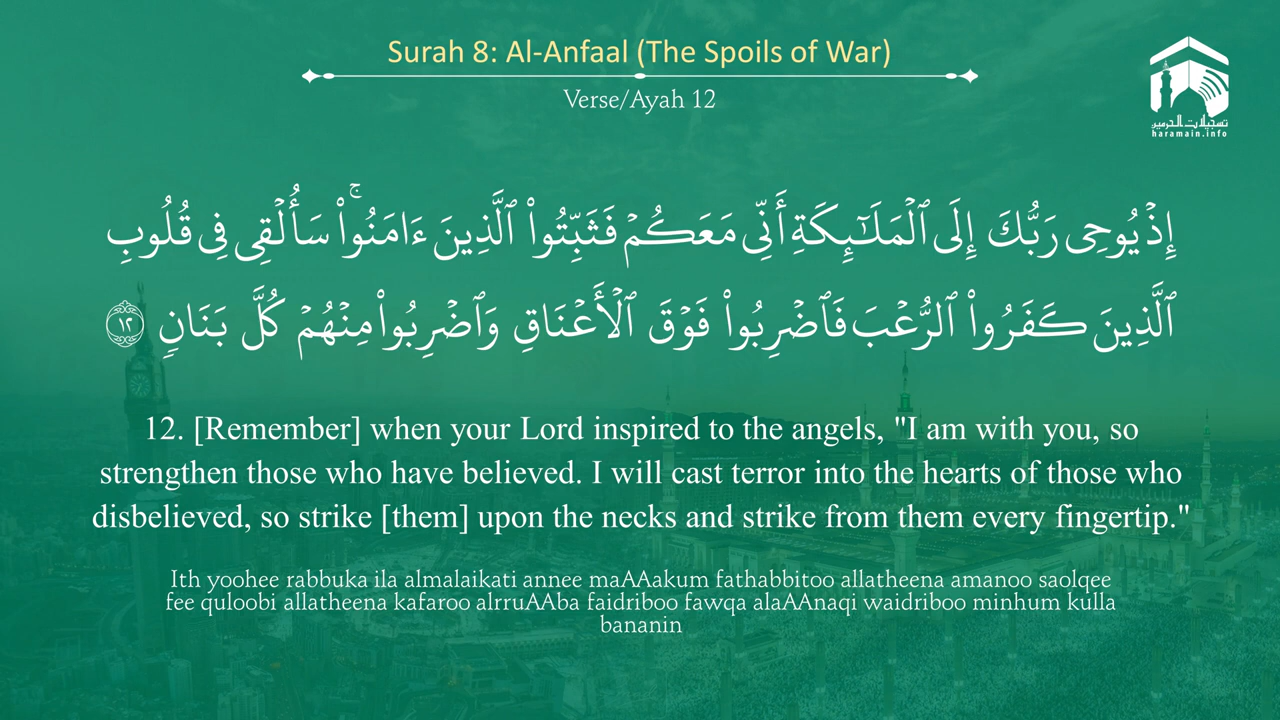 Surah 8: Al-Anfaal (The Spoils of War)
Verse/Ayah 12
تسجيلات الحرمين
haramain.info
إِذْ يُوحِى رَبُّكَ إِلَى ٱلْمَلَـٰٓئِكَةِ أَنِّى مَعَكُمْ فَثَبِّتُوا۟ ٱلَّذِينَ ءَامَنُوا۟ ۚ سَأُلْقِى فِى قُلُوبِ
ٱلَّذِينَ كَفَرُوا۟ ٱلرُّعْبَ فَٱضْرِبُوا۟ فَوْقَ ٱلْأَعْنَاقِ وَٱضْرِبُوا۟ مِنْهُمْ كُلَّ بَنَانٍ ١٢
12. [Remember] when your Lord inspired to the angels, "I am with you, so
strengthen those who have believed. I will cast terror into the hearts of those who
disbelieved, so strike [them] upon the necks and strike from them every fingertip."
Ith yoohee rabbuka ila almalaikati annee maAAakum fathabbitoo allatheena amanoo saolqee
fee quloobi allatheena kafaroo alrruAAba faidriboo fawqa alaAAnaqi waidriboo minhum kulla
bananin